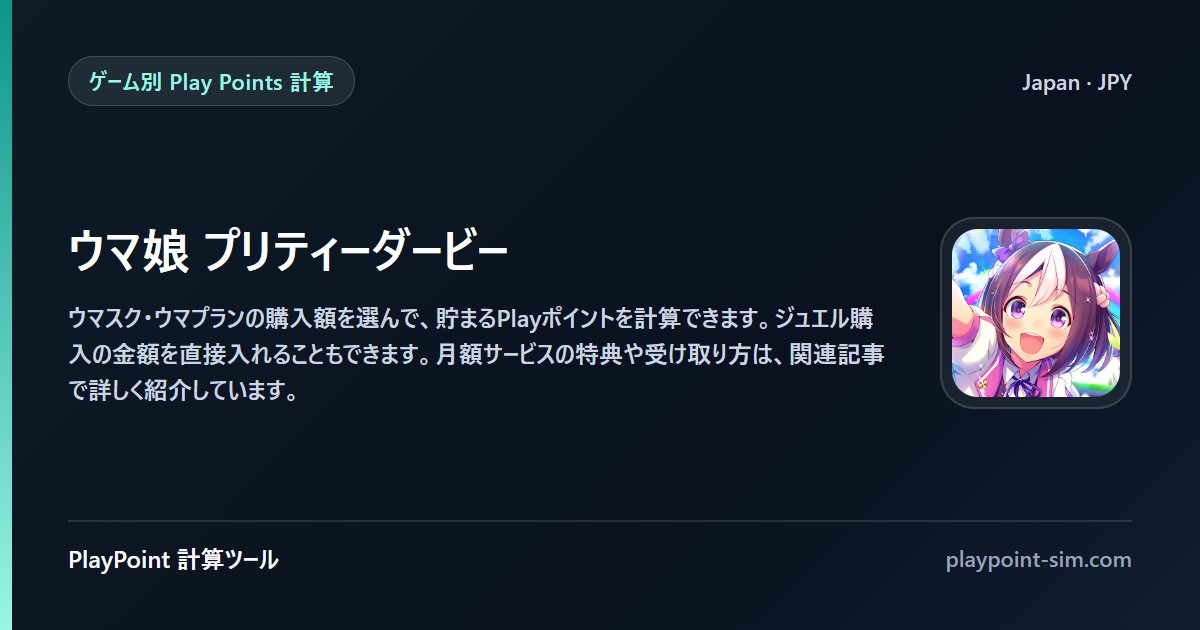 ゲーム別 Play Points 計算
Japan · JPY
ウマ娘 プリティーダービー
ウマスク・ウマプランの購入額を選んで、貯まるPlayポイントを計算できます。ジュエル購
入の金額を直接入れることもできます。月額サービスの特典や受け取り方は、関連記事
で詳しく紹介しています。
PlayPoint 計算ツール
playpoint-sim.com